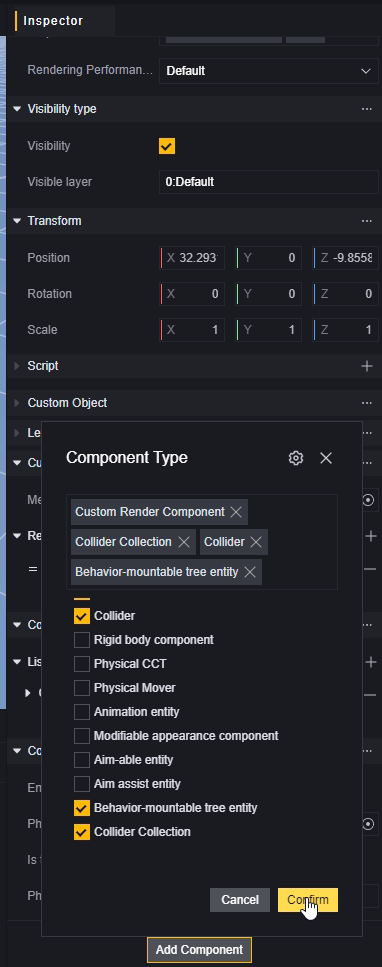 Inspector
Rendering Performan... Default
Visibility type
Visibility
Visible layer 0:Default
Transform
Position X 32.293 Y 0 Z -9.8558
Rotation X 0 Y 0 Z 0
Scale X 1 Y 1 Z 1
Script
Custom Object
Le
Cu
Component Type
Me
Custom Render Component
Re
Collider Collection Collider
Behavior-mountable tree entity
Collider
Co
Rigid body component
Lis
Physical CCT
Physical Mover
Animation entity
Modifiable appearance component
Co
Aim-able entity
En
Aim assist entity
Behavior-mountable tree entity
Ph
Collider Collection
Is
Ph
Cancel Confirm
Add Component